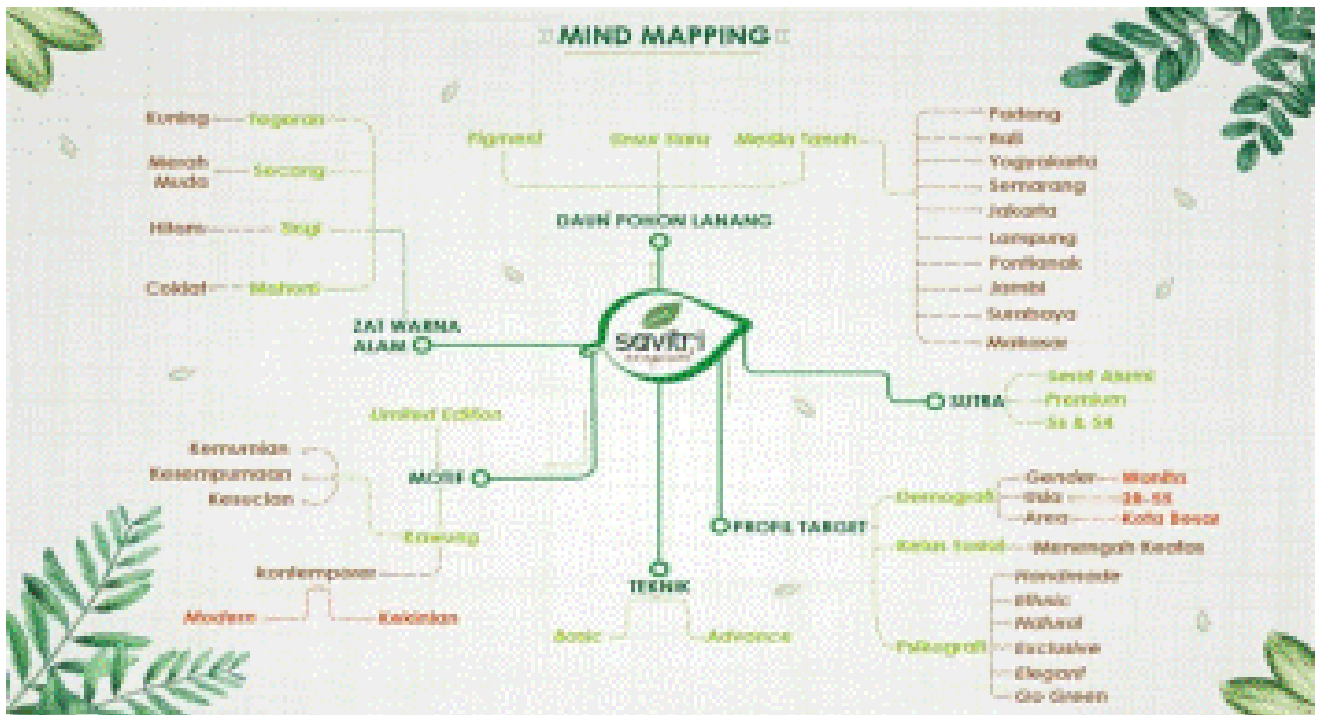 MIND MAPPING
Kuning
Tegeran
Merah
Muda
Secang
Hitam
Tingi
Coklat
Mahoni
ZAT WARNA
ALAM
Pigment
Unsur Hara
Media Tanah
DAUN POHON LANANG
Padang
Bali
Yogyakarta
Semarang
Jakarta
Lampung
Pontianak
Jambi
Surabaya
Makasar
savitri
SUTRA
Serat Alami
Premium
Limited Edition
MOTIF
Kemurnian
Kesempurnaan
Kesucian
Kawung
kontemporer
Modern
Kekinian
TEKNIK
Basic
Advance
PROFIL TARGET
Demografi
Gender
Wanita
Usia
Area
Kota Besar
Kelas Sosial
Menengah Keatas
Psikografi
Handmade
Ethnic
Natural
Exclusive
Elegant
Go Green